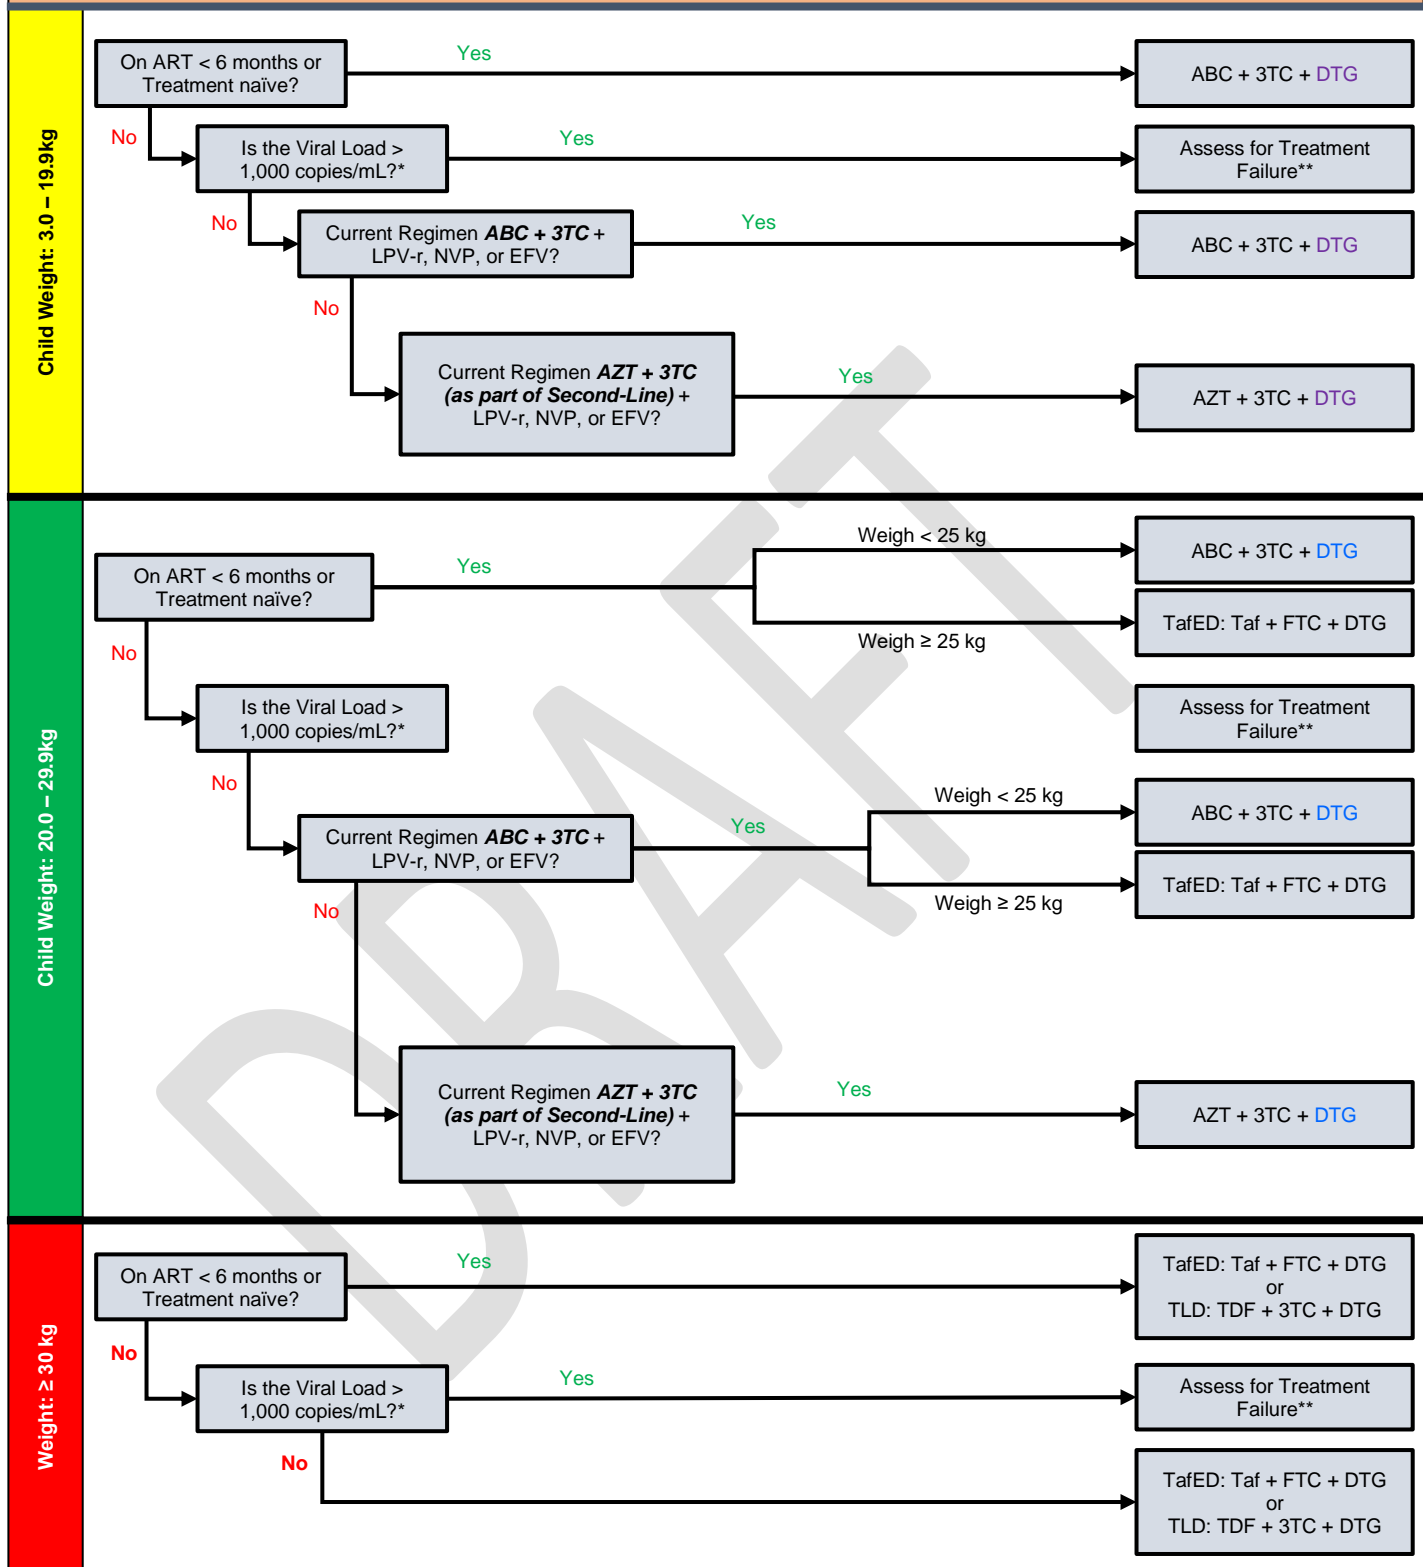 Child Weight: 3.0 – 19.9kg
On ART < 6 months or
Treatment naïve?
Yes
ABC + 3TC + DTG
No
Is the Viral Load >
1,000 copies/mL?*
Yes
Assess for Treatment
Failure**
No
Current Regimen ABC + 3TC +
LPV-r, NVP, or EFV?
Yes
ABC + 3TC + DTG
No
Current Regimen AZT + 3TC
(as part of Second-Line) +
LPV-r, NVP, or EFV?
Yes
AZT + 3TC + DTG
Child Weight: 20.0 – 29.9kg
On ART < 6 months or
Treatment naïve?
Yes
Weigh < 25 kg
ABC + 3TC + DTG
Weigh ≥ 25 kg
TafED: Taf + FTC + DTG
No
Is the Viral Load >
1,000 copies/mL?*
Assess for Treatment
Failure**
No
Current Regimen ABC + 3TC +
LPV-r, NVP, or EFV?
Yes
Weigh < 25 kg
ABC + 3TC + DTG
Weigh ≥ 25 kg
TafED: Taf + FTC + DTG
No
Current Regimen AZT + 3TC
(as part of Second-Line) +
LPV-r, NVP, or EFV?
Yes
AZT + 3TC + DTG
Weight: ≥ 30 kg
On ART < 6 months or
Treatment naïve?
Yes
TafED: Taf + FTC + DTG
or
TLD: TDF + 3TC + DTG
No
Is the Viral Load >
1,000 copies/mL?*
Yes
Assess for Treatment
Failure**
No
TafED: Taf + FTC + DTG
or
TLD: TDF + 3TC + DTG
DRAFT